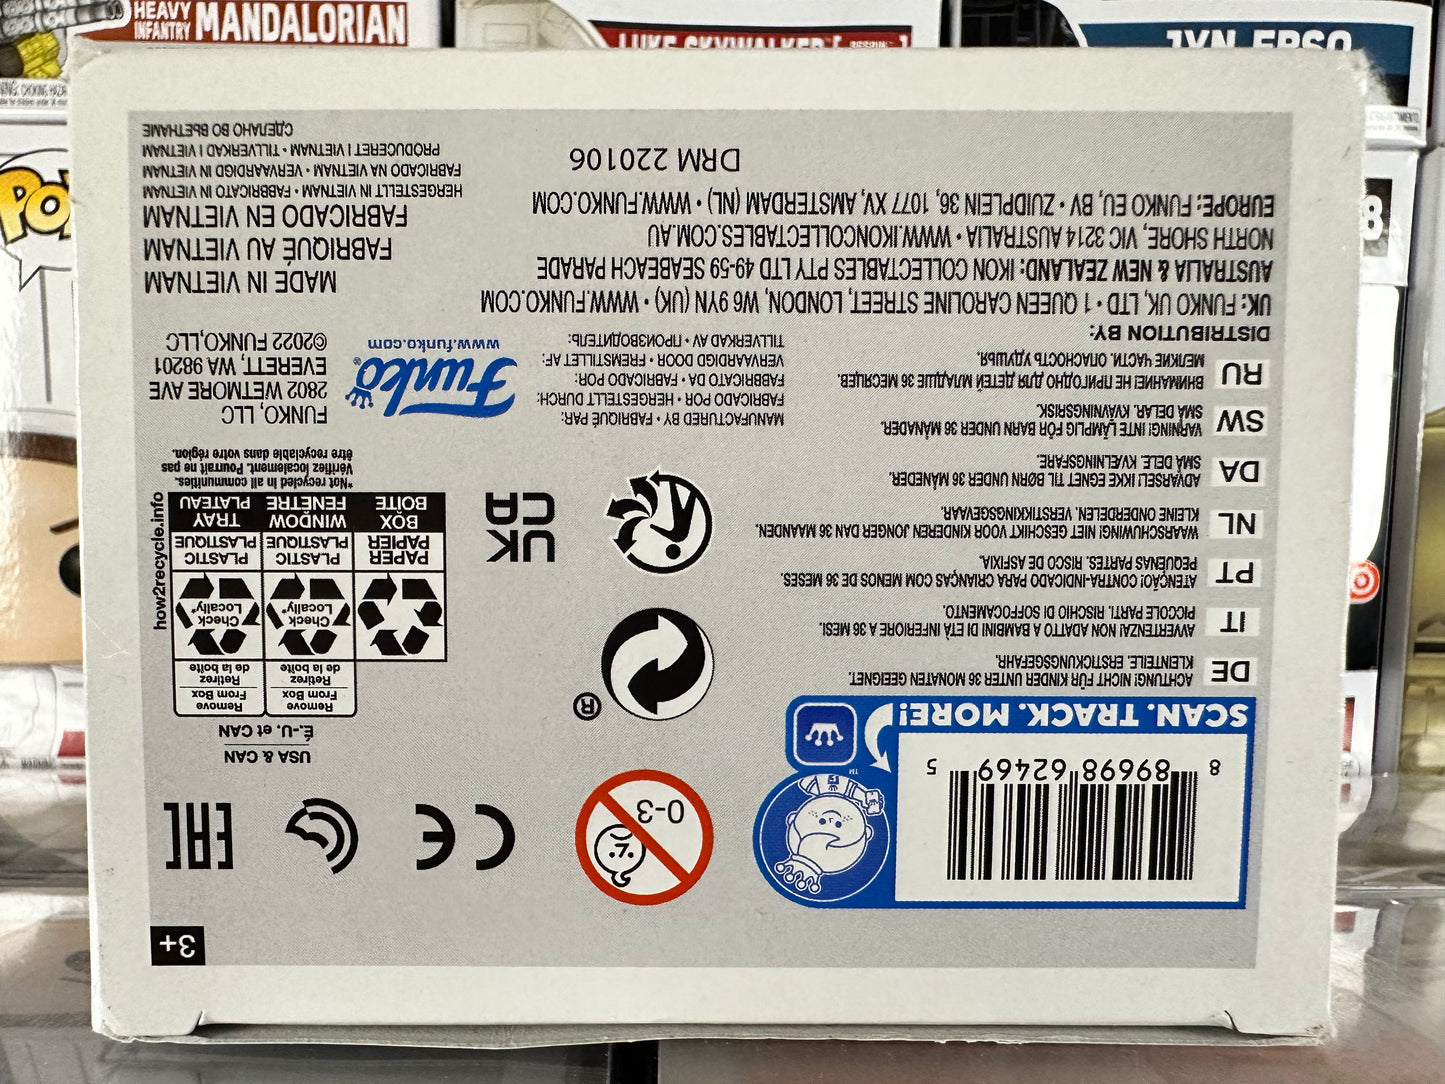 HEAVY
INFANTRY MANDALORIAN
LUKE SKYWALKER
JYN ERSO
3+
0-3
8 89698 62469 5
SCAN. TRACK. MORE!
™
USA & CAN
É.-U. et CAN
Remove
From Box
Retirez
de la boîte
Remove
From Box
Retirez
de la boîte
Check
Locally*
Check
Locally*
PAPER
PAPIER
BOX
BOÎTE
PLASTIC
PLASTIQUE
WINDOW
FENÊTRE
PLASTIC
PLASTIQUE
TRAY
PLATEAU
how2recycle.info
*Not recycled in all communities.
Vérifiez localement. Pourrait ne pas
être recyclable dans votre région.
®
UK
CA
CE
EAC
DE
ACHTUNG! NICHT FÜR KINDER UNTER 36 MONATEN GEEIGNET.
KLEINTEILE. ERSTICKUNGSGEFAHR.
IT
AVVERTENZA! NON ADATTO A BAMBINI DI ETÀ INFERIORE A 36 MESI.
PICCOLE PARTI. RISCHIO DI SOFFOCAMENTO.
PT
ATENÇÃO! CONTRA-INDICADO PARA CRIANÇAS COM MENOS DE 36 MESES.
PEQUENAS PARTES. RISCO DE ASFIXIA.
NL
WAARSCHUWING! NIET GESCHIKT VOOR KINDEREN JONGER DAN 36 MAANDEN.
KLEINE ONDERDELEN. VERSTIKKINGSGEVAAR.
DA
ADVARSEL! IKKE EGNET TIL BØRN UNDER 36 MÅNEDER.
SMÅ DELE. KVÆLNINGSFARE.
SW
VARNING! INTE LÄMPLIG FÖR BARN UNDER 36 MÅNADER.
SMÅ DELAR. KVÄVNINGSRISK.
RU
ВНИМАНИЕ! НЕ ПРИГОДНО ДЛЯ ДЕТЕЙ МЛАДШЕ 36 МЕСЯЦЕВ.
МЕЛКИЕ ЧАСТИ. ОПАСНОСТЬ УДУШЬЯ.
MANUFACTURED BY • FABRIQUÉ PAR:
FABRICADO POR • HERGESTELLT DURCH:
FABBRICATO DA • FABRICADO POR:
VERVAARDIGD DOOR • FREMSTILLET AF:
TILLVERKAD AV • ПРОИЗВОДИТЕЛЬ:
Funko®
www.funko.com
FUNKO, LLC
2802 WETMORE AVE
EVERETT, WA 98201
©2022 FUNKO,LLC
DISTRIBUTION BY:
UK: FUNKO UK, LTD • 1 QUEEN CAROLINE STREET, LONDON, W6 9YN (UK) • WWW.FUNKO.COM
AUSTRALIA & NEW ZEALAND: IKON COLLECTABLES PTY LTD 49-59 SEABEACH PARADE
NORTH SHORE, VIC 3214 AUSTRALIA • WWW.IKONCOLLECTABLES.COM.AU
EUROPE: FUNKO EU, BV • ZUIDPLEIN 36, 1077 XV, AMSTERDAM (NL) • WWW.FUNKO.COM
DRM 220106
MADE IN VIETNAM
FABRIQUÉ AU VIETNAM
FABRICADO EN VIETNAM
HERGESTELLT IN VIETNAM • FABBRICATO IN VIETNAM
FABRICADO NA VIETNAM • VERVAARDIGD IN VIETNAM
PRODUCERET I VIETNAM • TILLVERKAD I VIETNAM
СДЕЛАНО ВО ВЬЕТНАМЕ